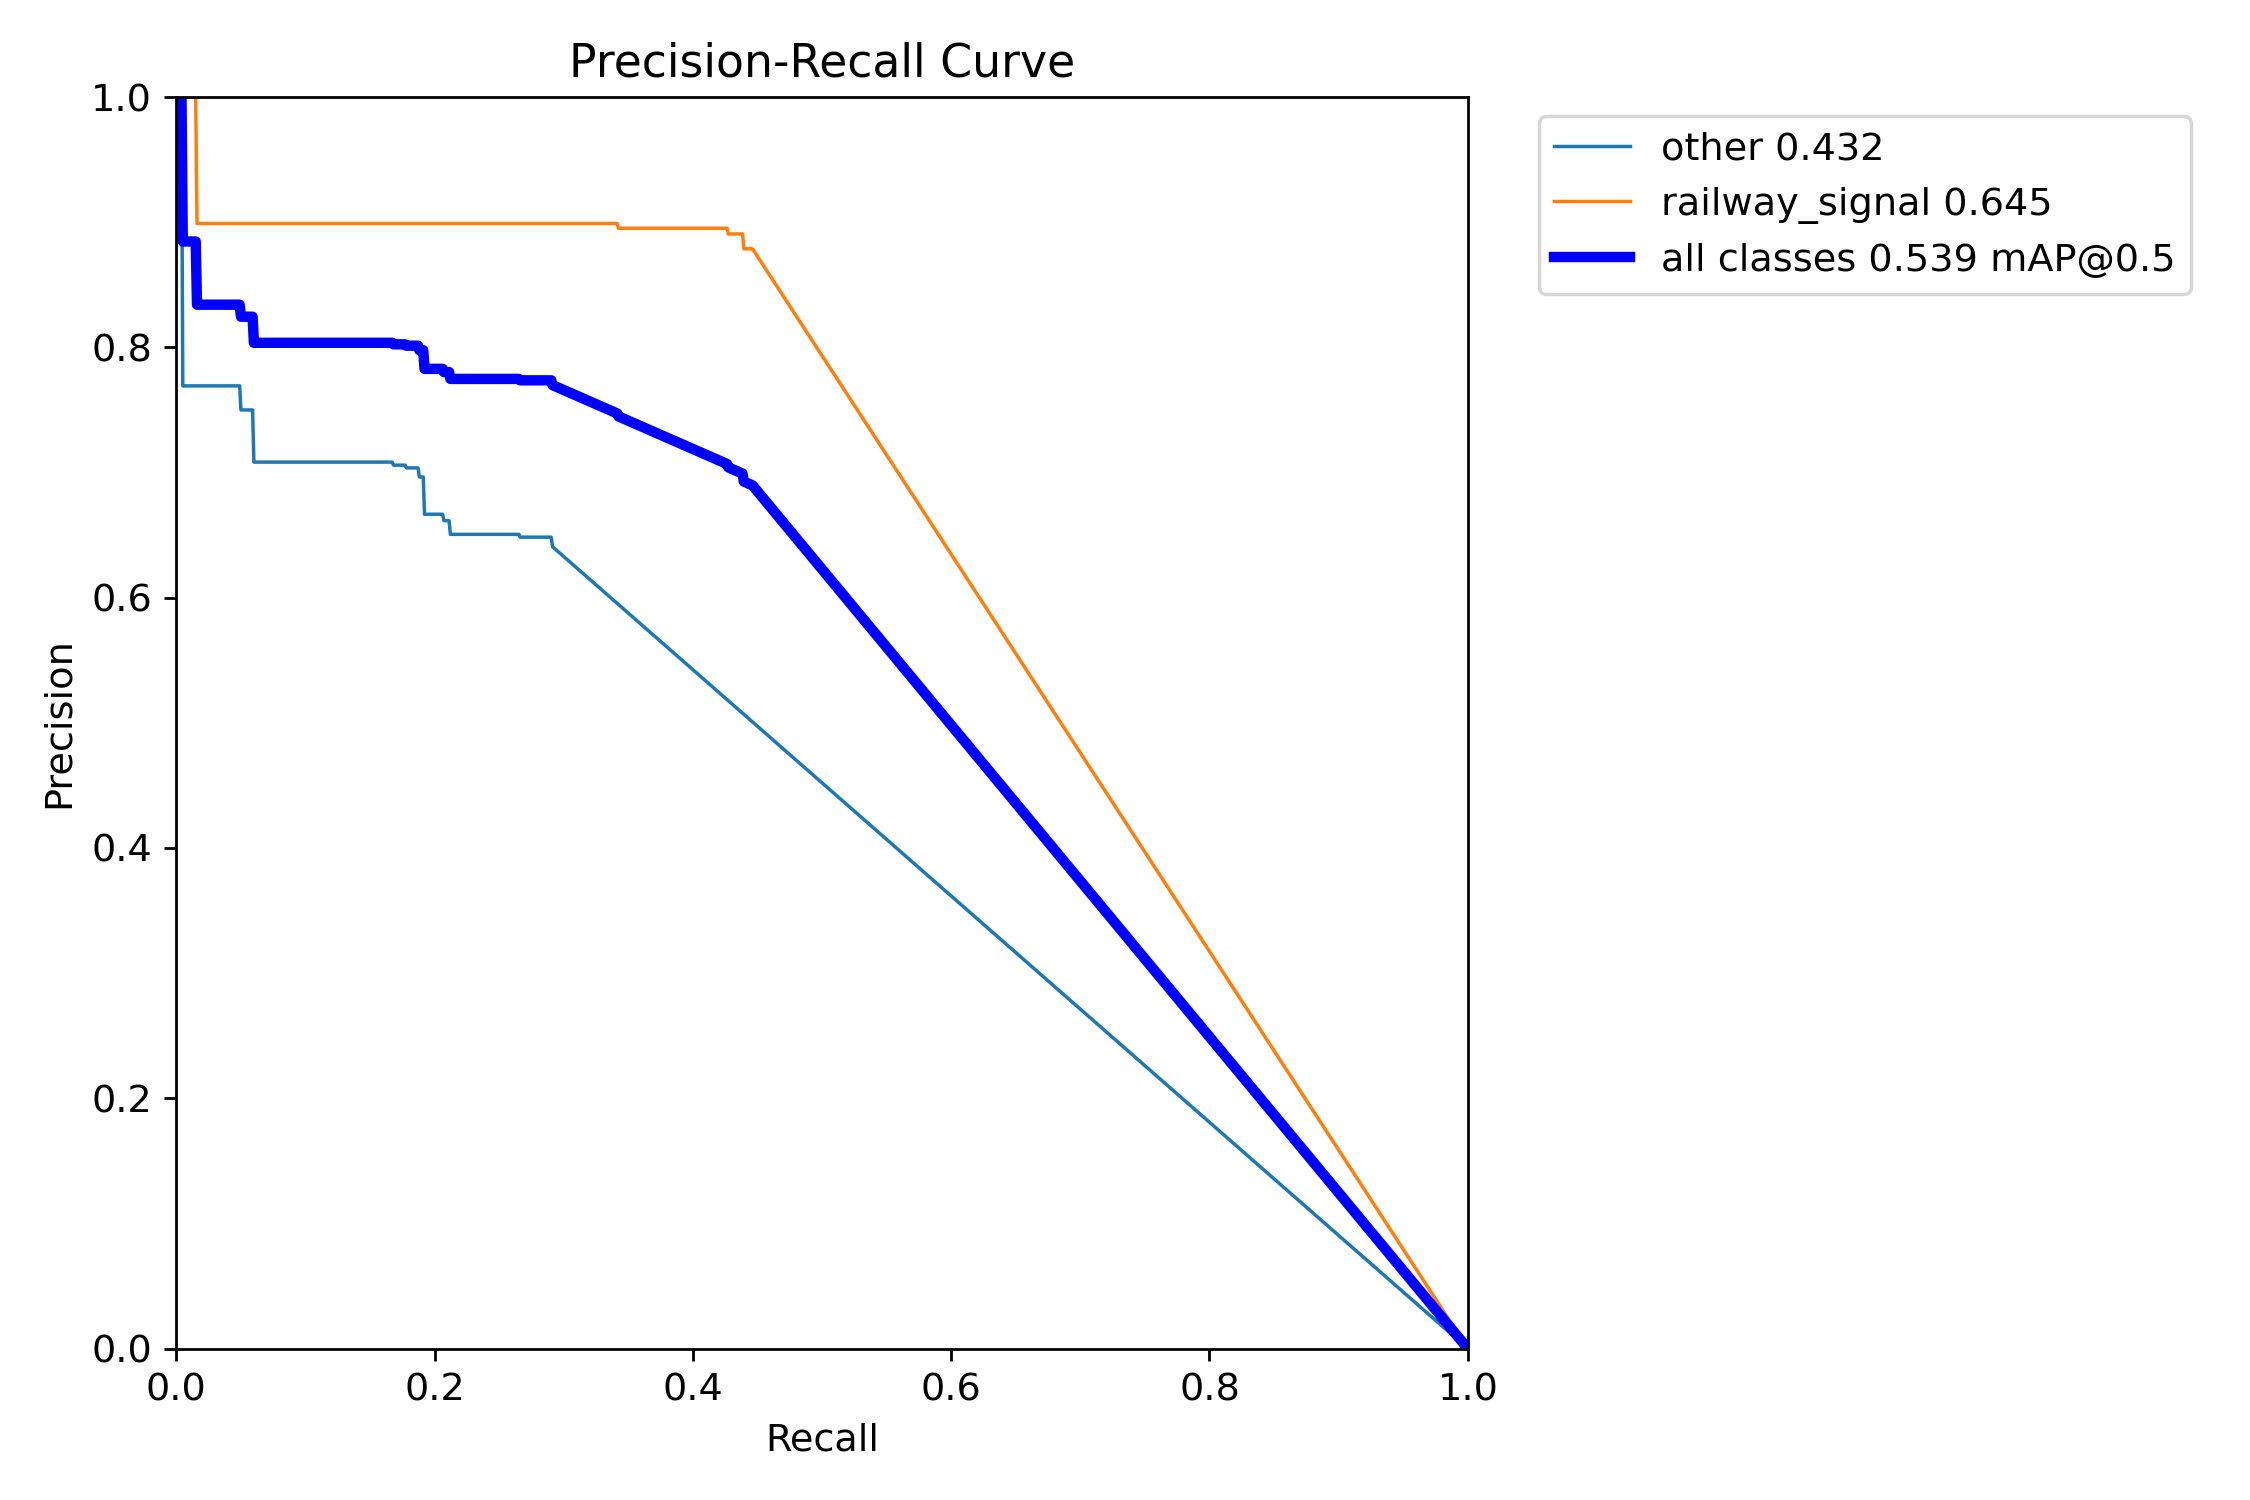 Precision-Recall Curve
other 0.432
railway_signal 0.645
all classes 0.539 mAP@0.5
Precision
1.0
0.8
0.6
0.4
0.2
0.0
0.0 0.2 0.4 0.6 0.8 1.0
Recall